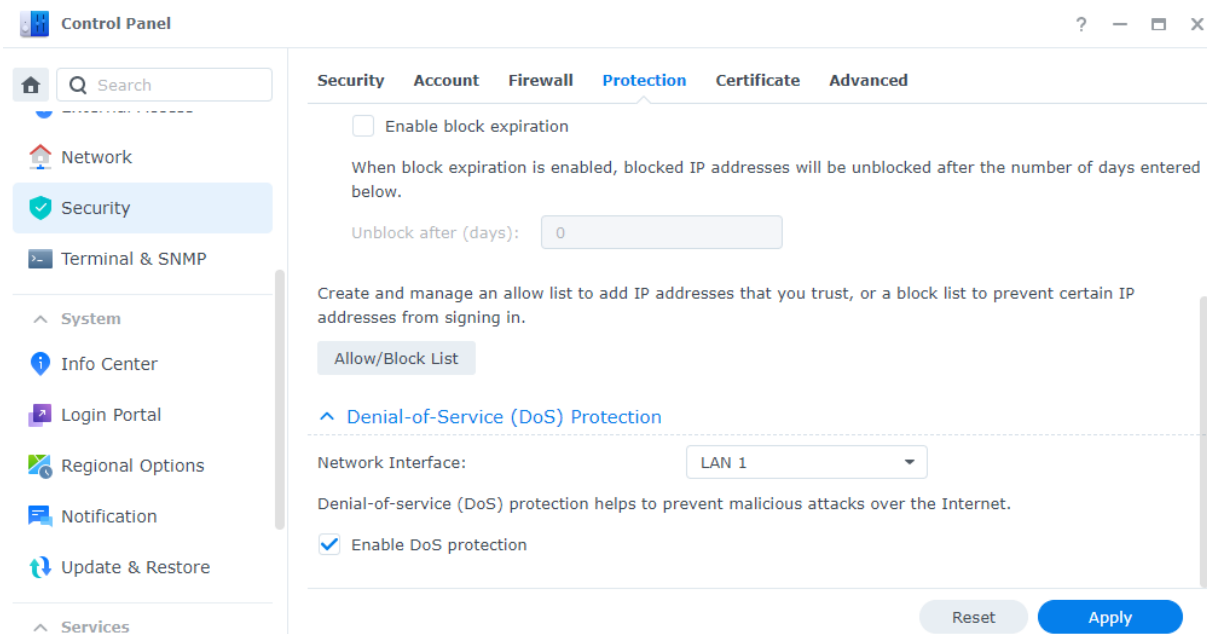 Control Panel
?
Search
Security Account Firewall Protection Certificate Advanced
Network
Security
Terminal & SNMP
System
Info Center
Login Portal
Regional Options
Notification
Update & Restore
Services
Enable block expiration
When block expiration is enabled, blocked IP addresses will be unblocked after the number of days entered
below.
Unblock after (days): 0
Create and manage an allow list to add IP addresses that you trust, or a block list to prevent certain IP
addresses from signing in.
Allow/Block List
Denial-of-Service (DoS) Protection
Network Interface: LAN 1
Denial-of-service (DoS) protection helps to prevent malicious attacks over the Internet.
Enable DoS protection
Reset Apply